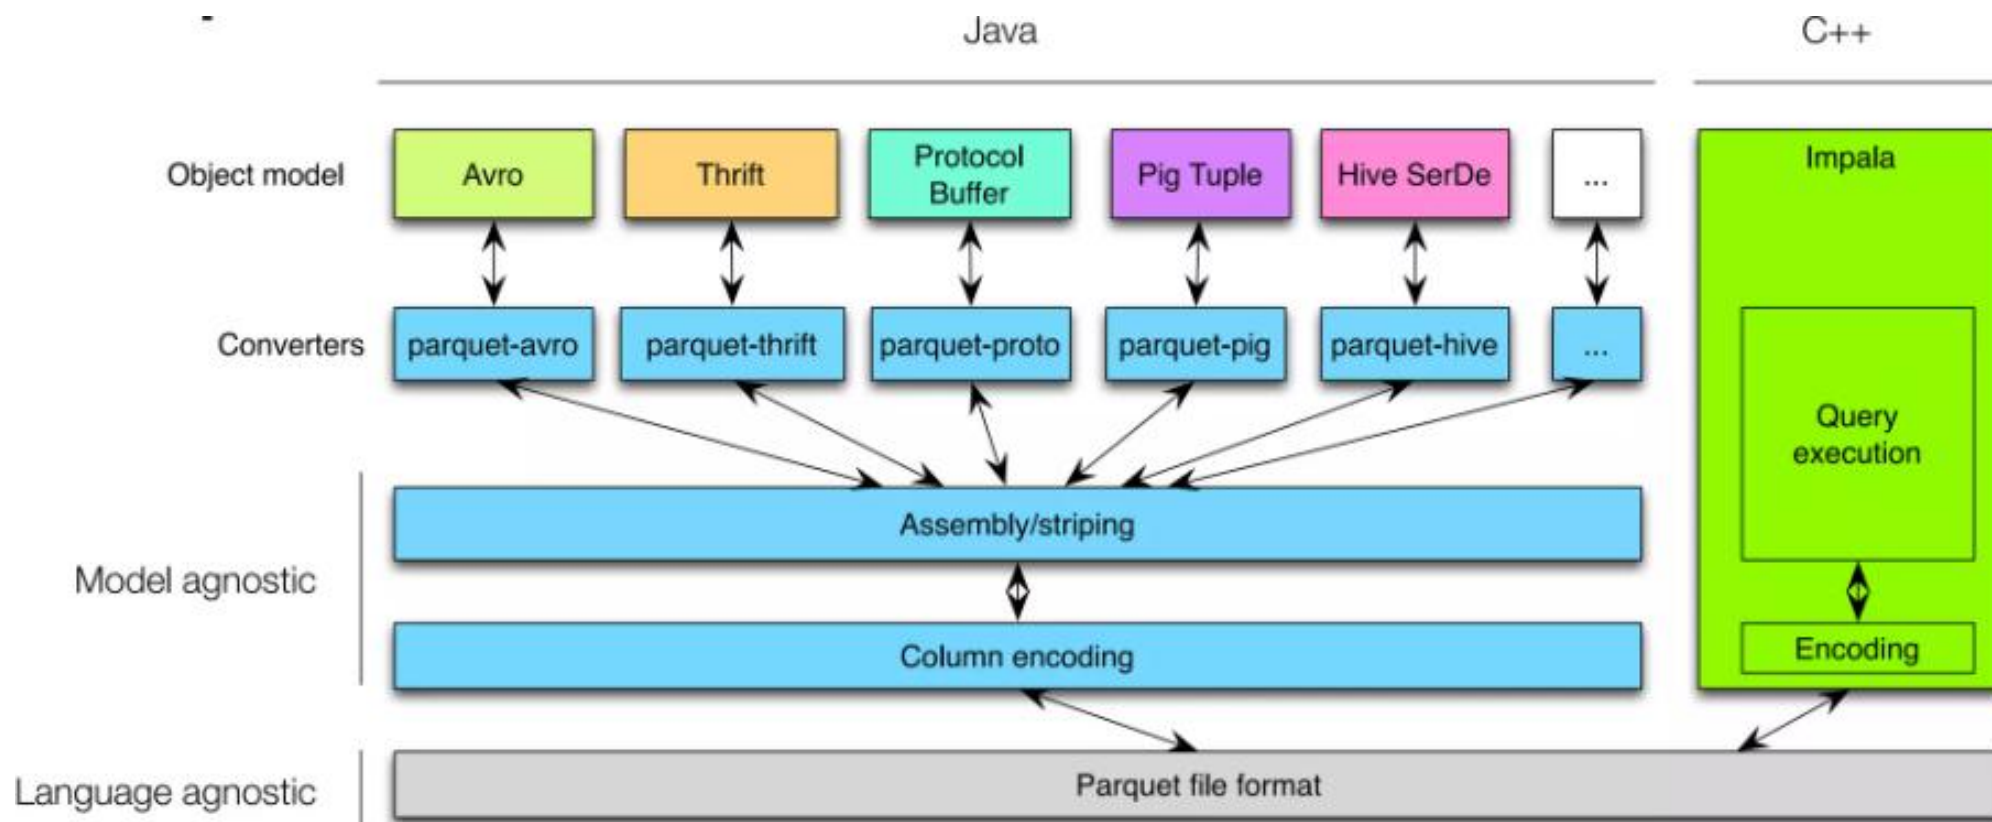 Java
C++
Object model
Avro
Thrift
Protocol
Buffer
Pig Tuple
Hive SerDe
...
Impala
Converters
parquet-avro
parquet-thrift
parquet-proto
parquet-pig
parquet-hive
...
Query
execution
Model agnostic
Assembly/striping
Column encoding
Encoding
Language agnostic
Parquet file format